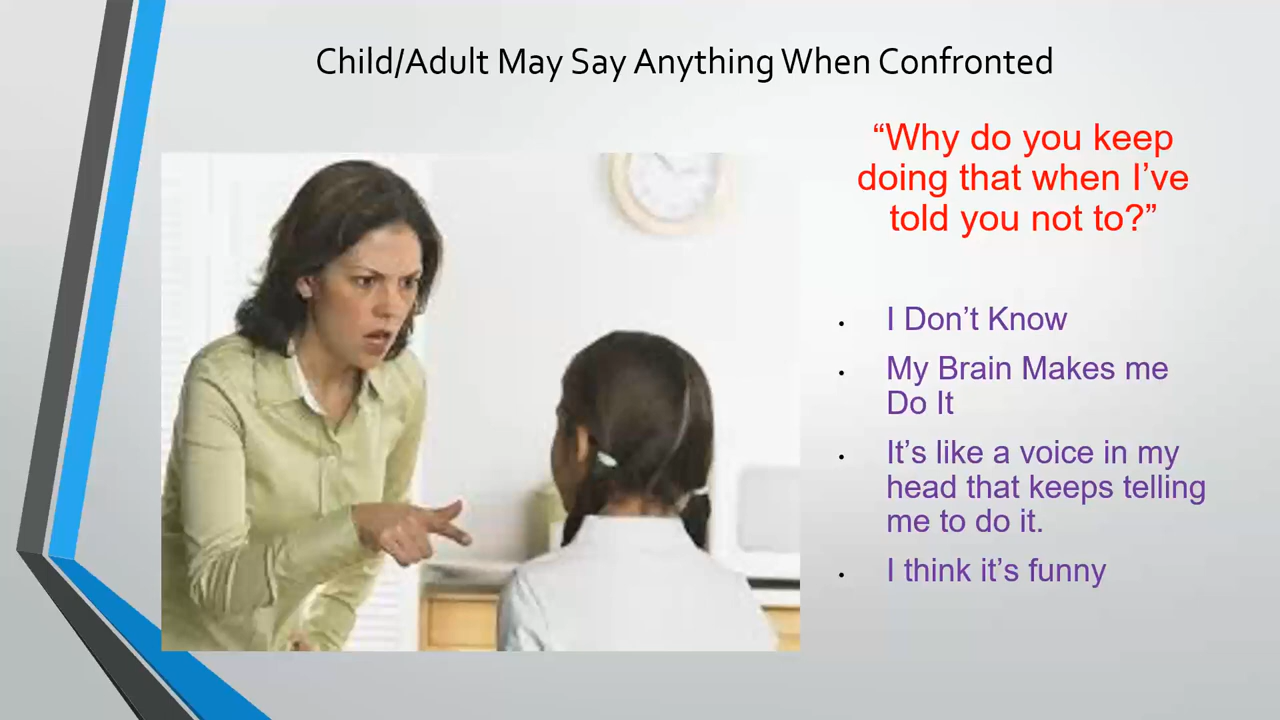 Child/Adult May Say Anything When Confronted
“Why do you keep
doing that when I’ve
told you not to?”
• I Don’t Know
• My Brain Makes me
Do It
• It’s like a voice in my
head that keeps telling
me to do it.
• I think it’s funny